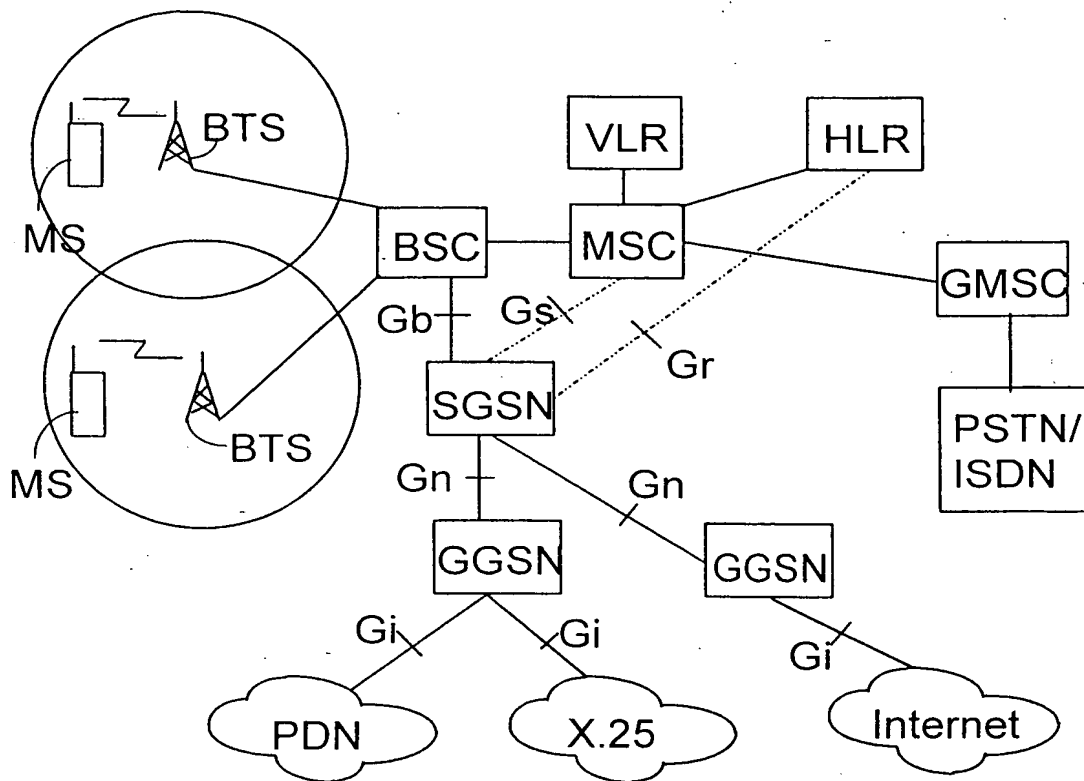 BTS
MS
VLR
HLR
BSC
MSC
GMSC
Gb
Gs
Gr
SGSN
BTS
MS
PSTN/
ISDN
Gn
Gn
GGSN
GGSN
Gi
Gi
Gi
PDN
X.25
Internet